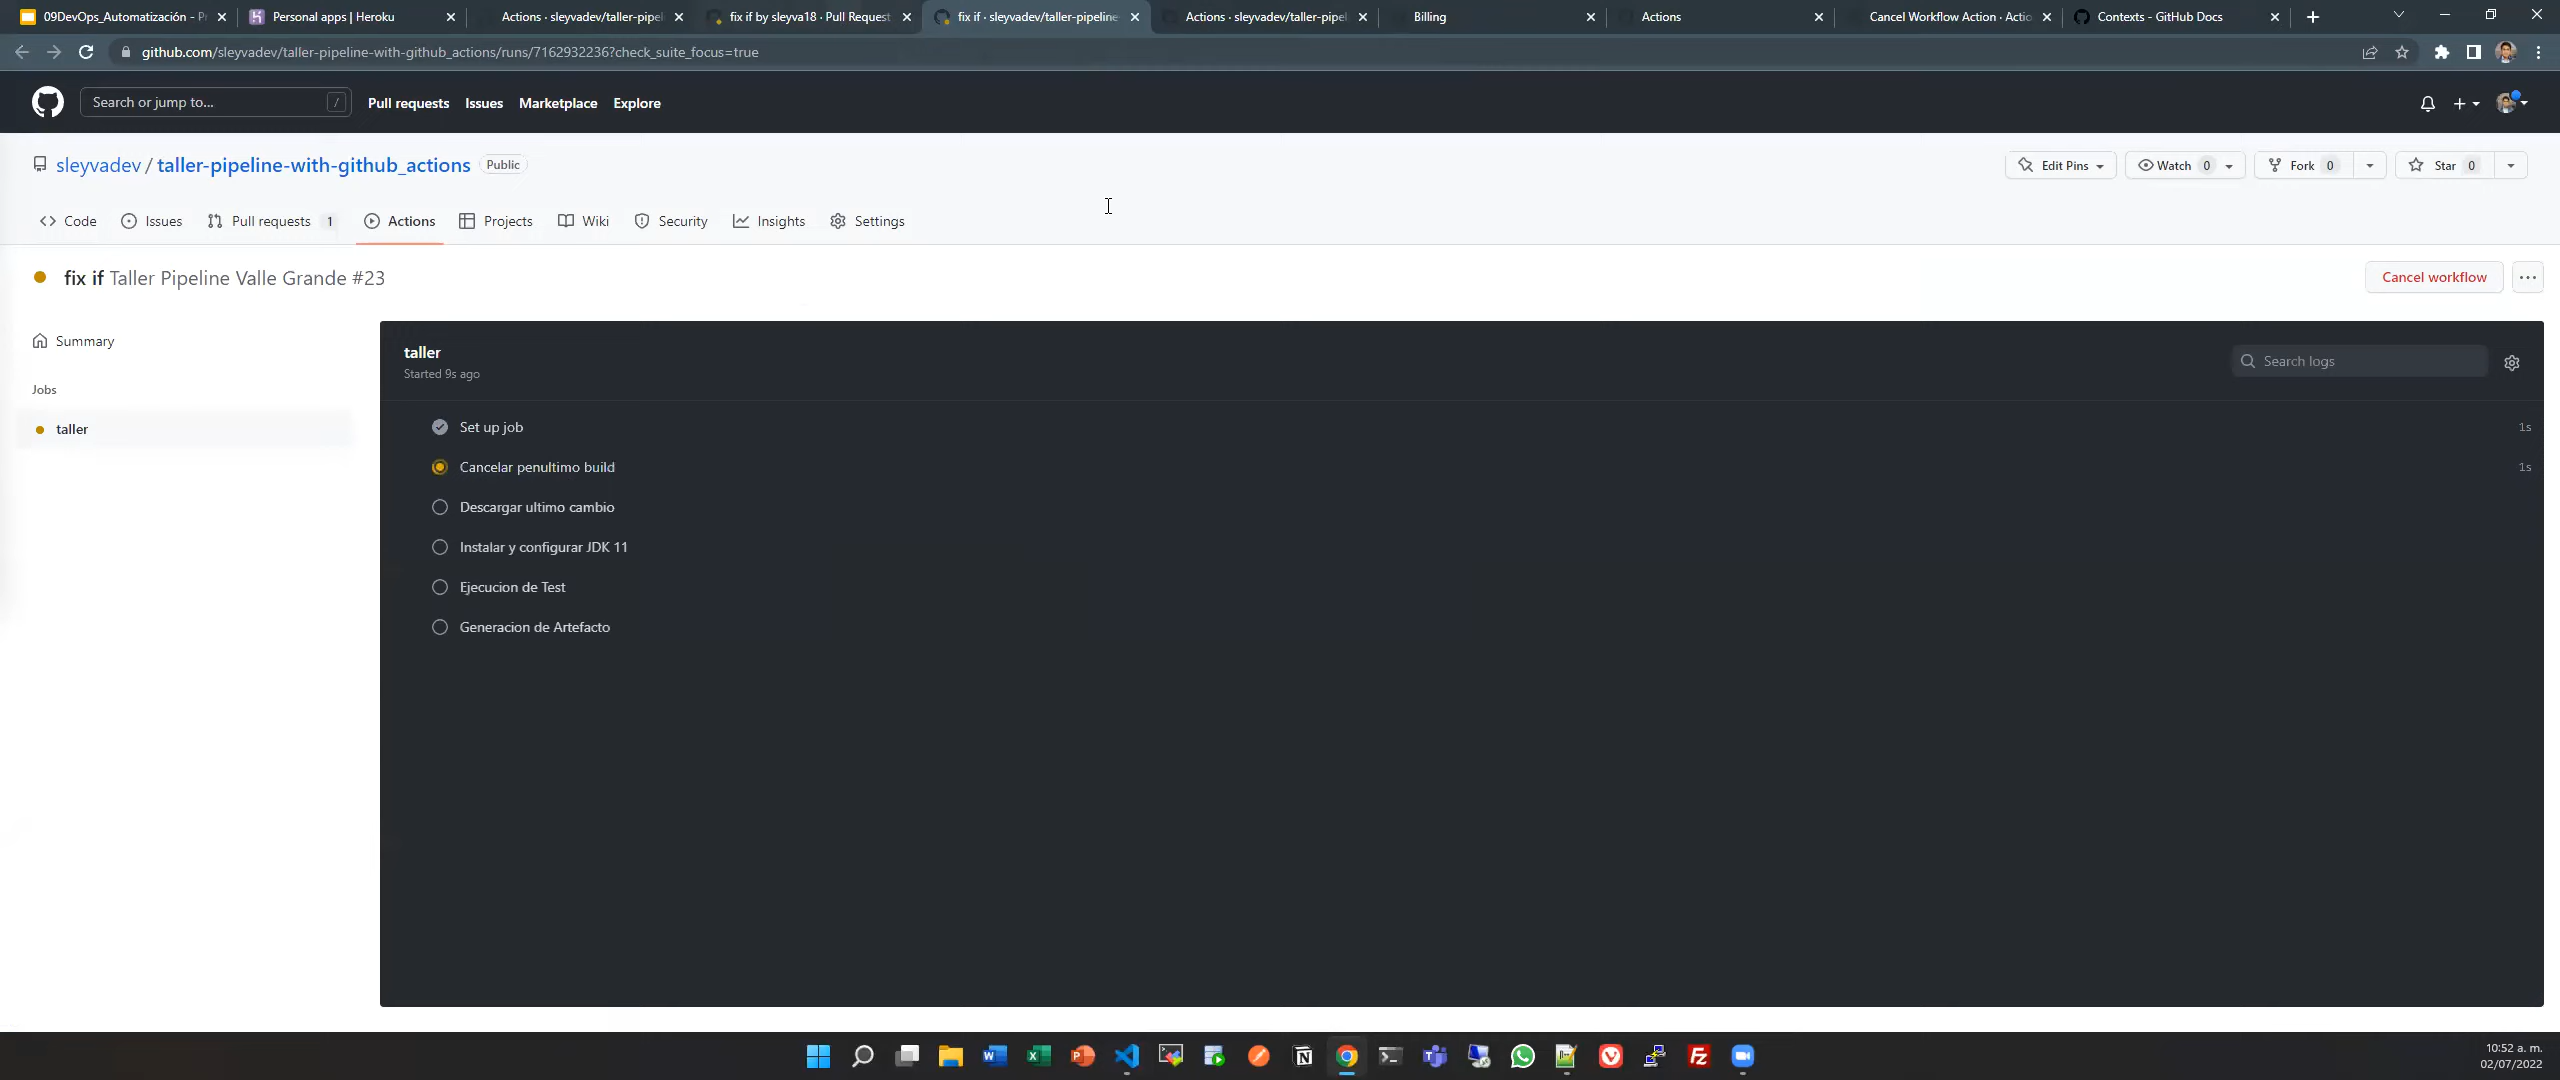 09DevOps_Automatización - Pr
Personal apps | Heroku
Actions · sleyvadev/taller-pipel
fix if by sleyva18 · Pull Request
fix if · sleyvadev/taller-pipeline-
Actions · sleyvadev/taller-pipel
Billing
Actions
Cancel Workflow Action · Actio
Contexts - GitHub Docs
github.com/sleyvadev/taller-pipeline-with-github_actions/runs/7162932236?check_suite_focus=true
Search or jump to...
/
Pull requests
Issues
Marketplace
Explore
sleyvadev / taller-pipeline-with-github_actions
Public
Edit Pins
Watch 0
Fork 0
Star 0
Code
Issues
Pull requests 1
Actions
Projects
Wiki
Security
Insights
Settings
fix if Taller Pipeline Valle Grande #23
Cancel workflow
Summary
Jobs
taller
taller
Started 9s ago
Search logs
Set up job 1s
Cancelar penultimo build 1s
Descargar ultimo cambio
Instalar y configurar JDK 11
Ejecucion de Test
Generacion de Artefacto
10:52 a. m.
02/07/2022